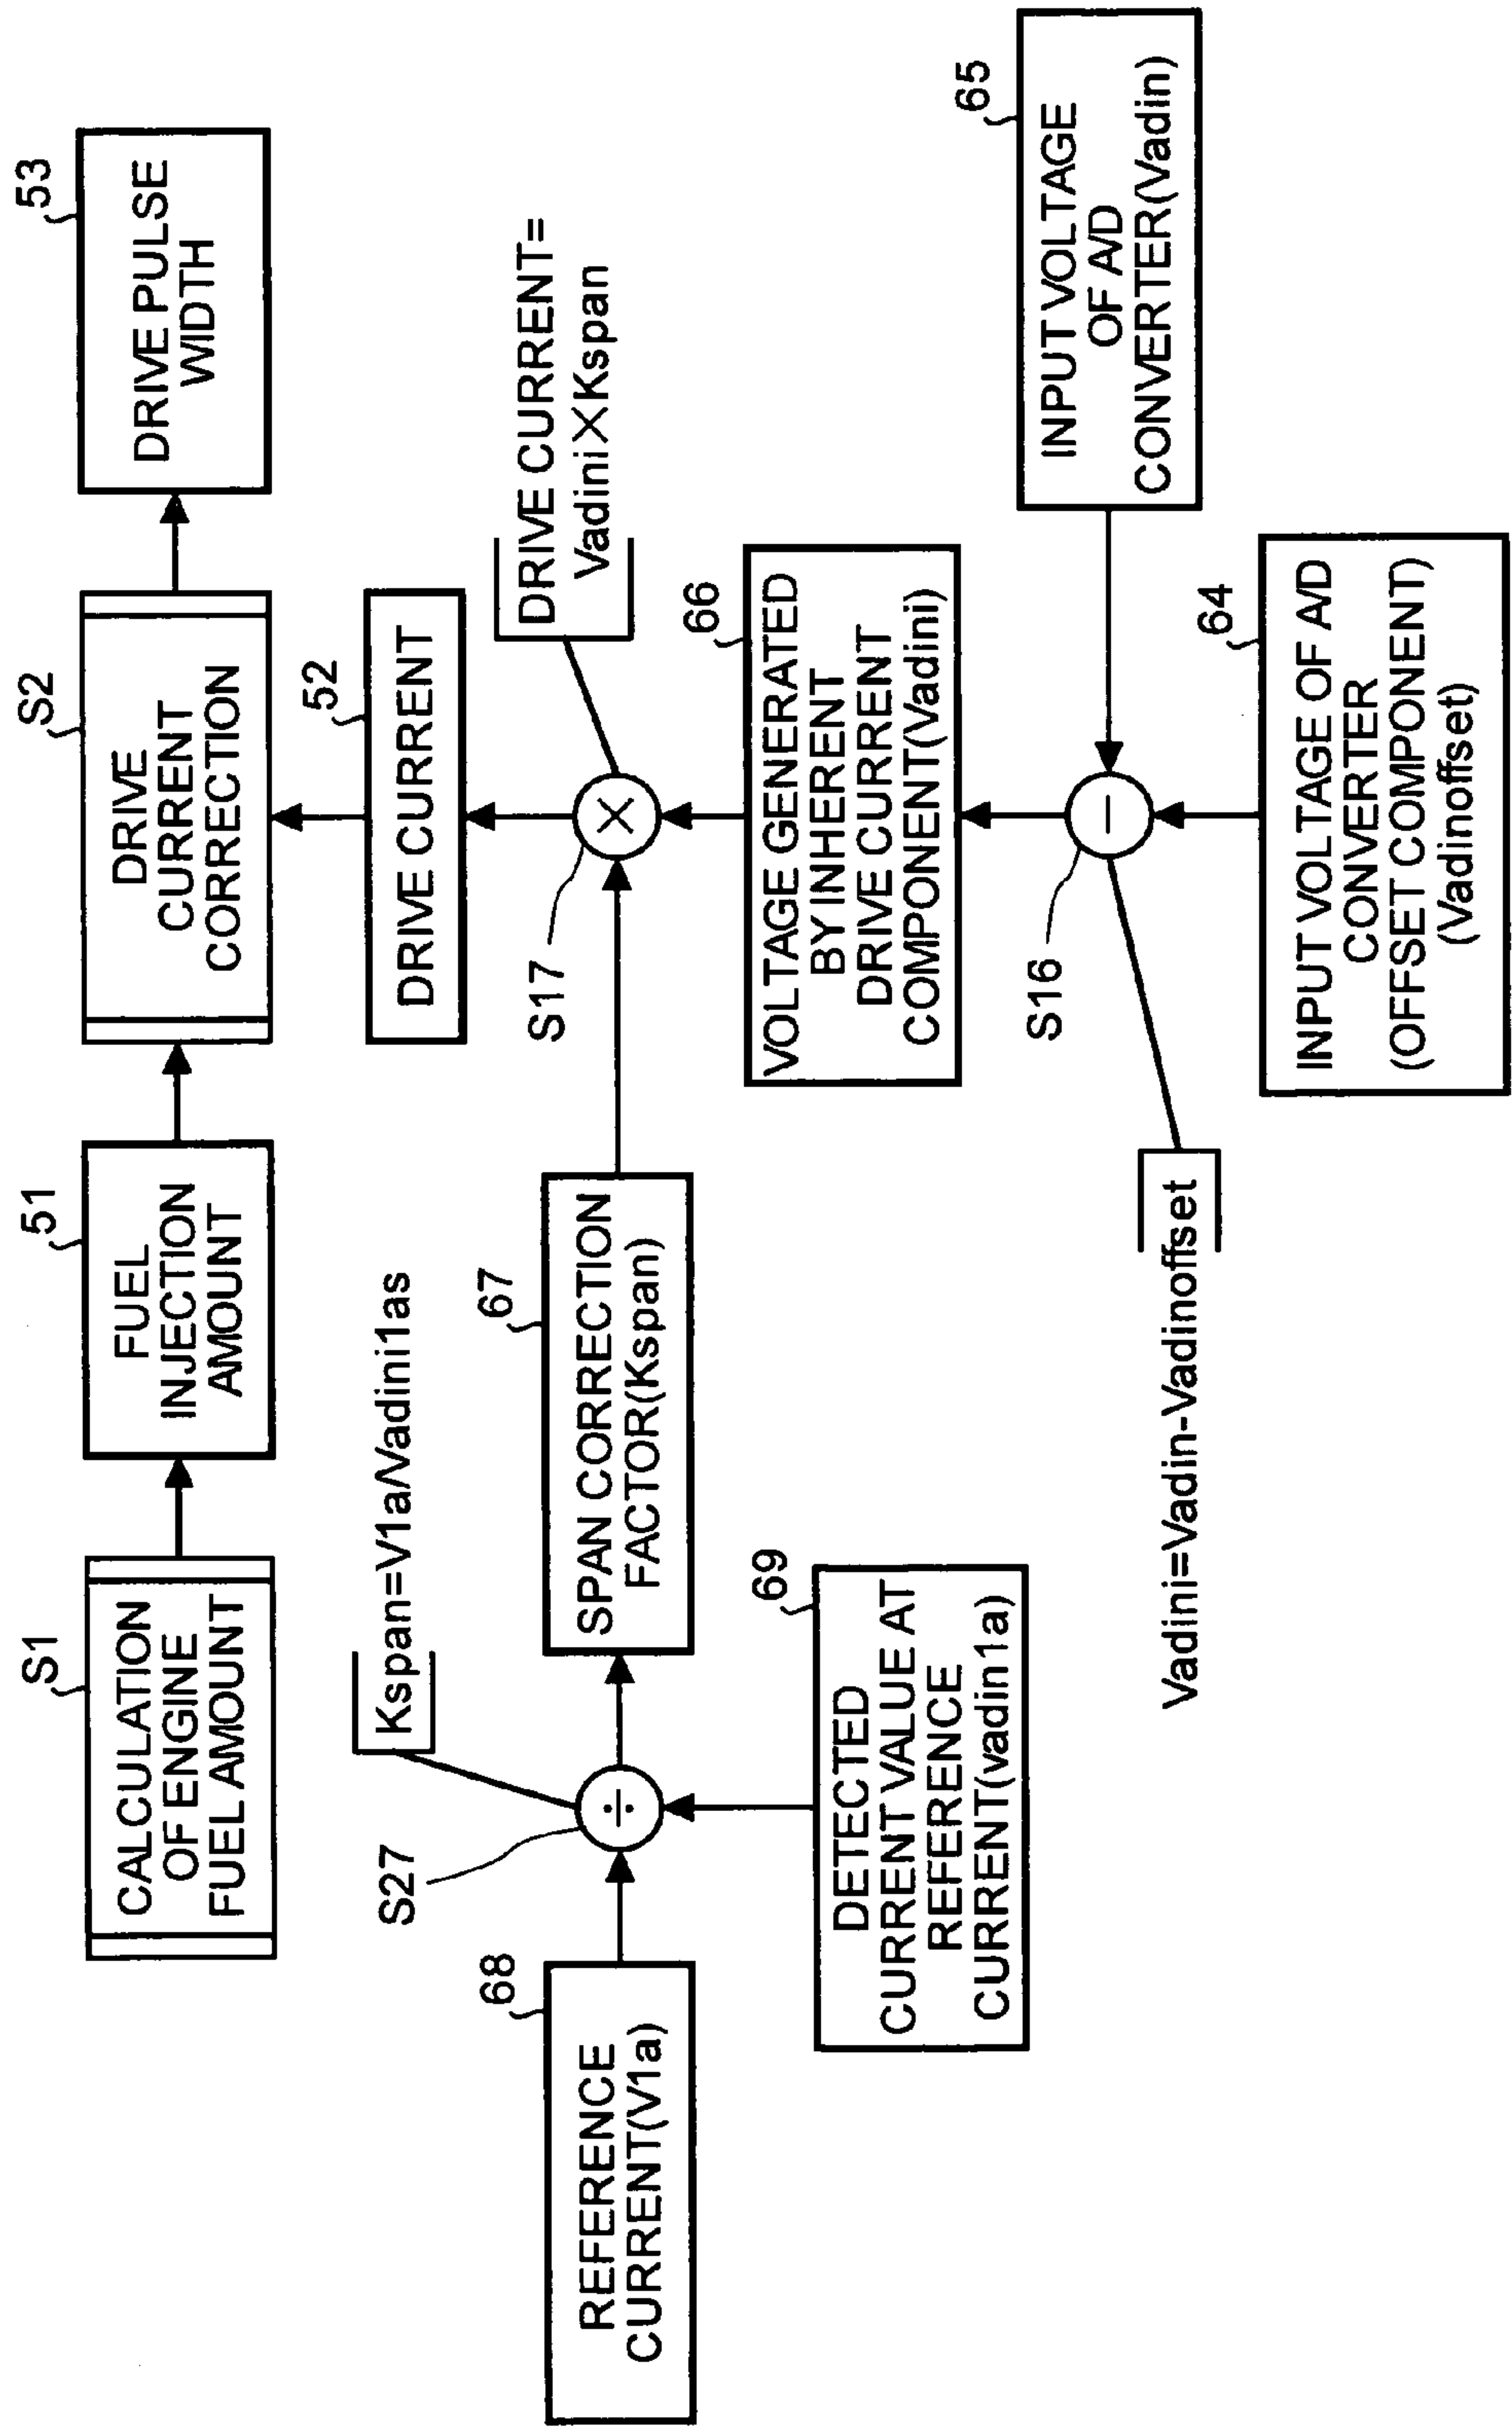 S1
CALCULATION
OF ENGINE
FUEL AMOUNT
51
FUEL
INJECTION
AMOUNT
S2
DRIVE
CURRENT
CORRECTION
53
DRIVE PULSE
WIDTH
52
DRIVE CURRENT
Kspan=V1a/Vadini1as
DRIVE CURRENT=
Vadini×Kspan
68
REFERENCE
CURRENT(V1a)
S27
÷
67
SPAN CORRECTION
FACTOR(Kspan)
S17
×
69
DETECTED
CURRENT VALUE AT
REFERENCE
CURRENT(vadin1a)
66
VOLTAGE GENERATED
BY INHERENT
DRIVE CURRENT
COMPONENT(Vadini)
65
INPUT VOLTAGE
OF A/D
CONVERTER(Vadin)
S16
−
Vadini=Vadin-Vadinoffset
64
INPUT VOLTAGE OF A/D
CONVERTER
(OFFSET COMPONENT)
(Vadinoffset)